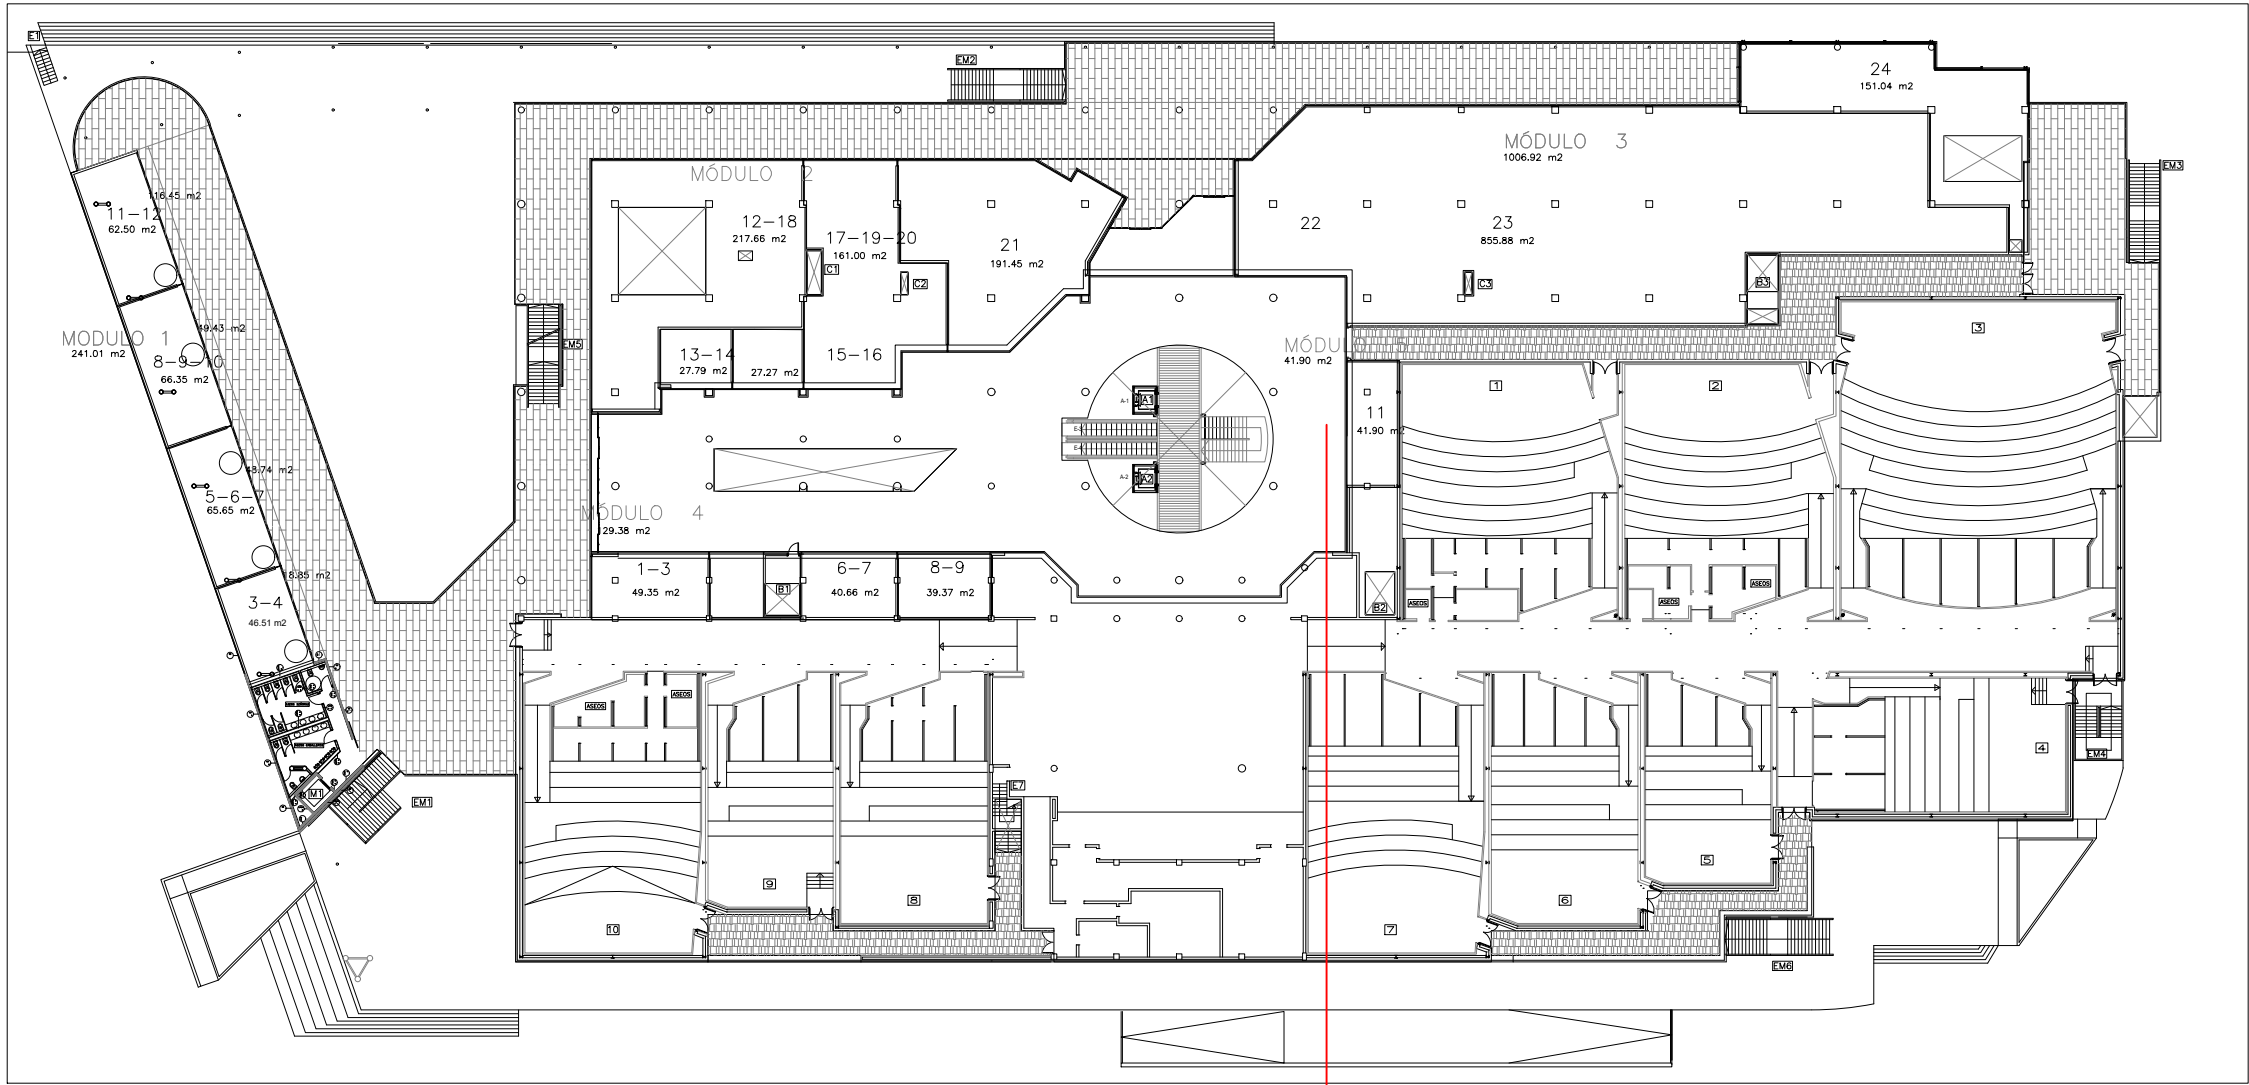 E1
EM2
24
151.04 m2
MÓDULO 3
1006.92 m2
EM3
MÓDULO 2
116.45 m2
11-12
62.50 m2
12-18
217.66 m2
17-19-20
161.00 m2
21
191.45 m2
22
23
855.88 m2
C1
C2
C3
B3
49.43 m2
MODULO 1
241.01 m2
8-9-10
66.35 m2
EM5
13-14
27.79 m2
27.27 m2
15-16
MÓDULO 5
41.90 m2
3
1
2
A-1
A1
11
41.90 m2
E-3
A-2
A2
48.74 m2
5-6-7
65.65 m2
MÓDULO 4
129.38 m2
1-3
49.35 m2
B1
6-7
40.66 m2
8-9
39.37 m2
18.85 m2
3-4
46.51 m2
B2
ASEOS
ASEOS
ASEOS
ASEOS
ASEOS
4
EM4
M1
EM1
E7
9
8
10
5
6
7
EM6